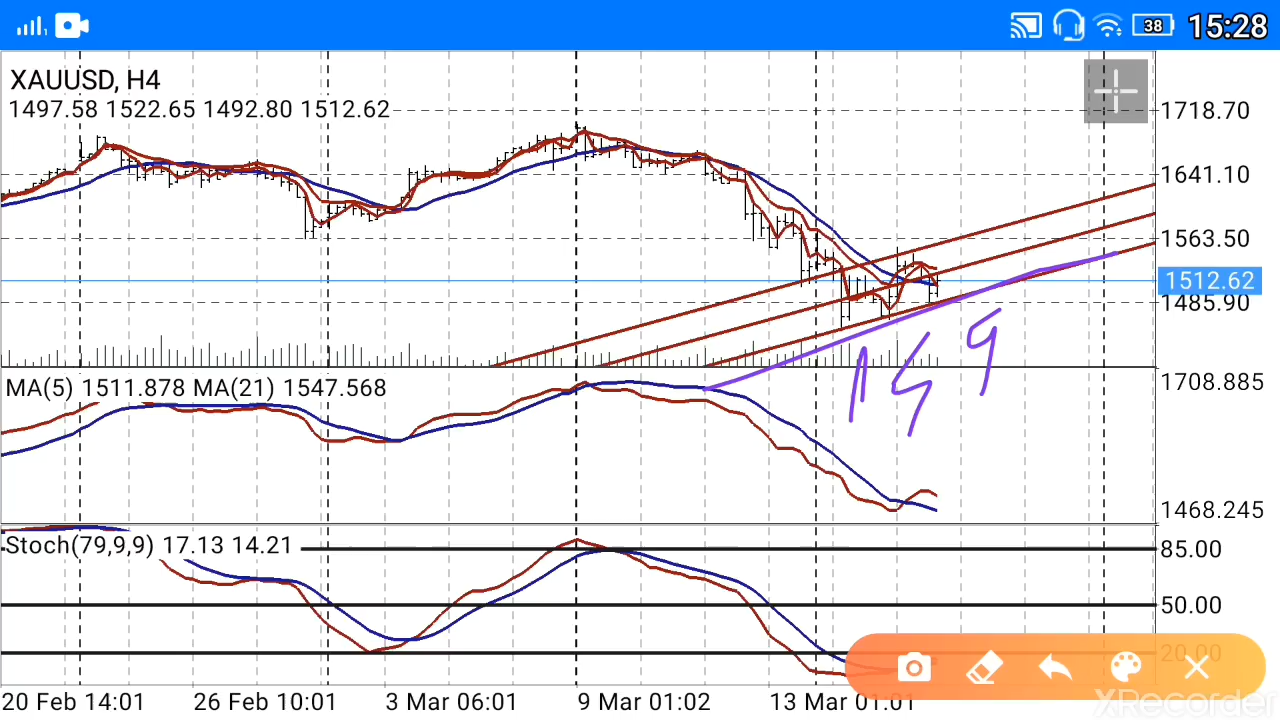 38 15:28
XAUUSD, H4
1497.58 1522.65 1492.80 1512.62
1718.70
1641.10
1563.50
1512.62
1485.90
159
MA(5) 1511.878 MA(21) 1547.568
1708.885
1468.245
Stoch(79,9,9) 17.13 14.21
85.00
50.00
20.00
20 Feb 14:01 26 Feb 10:01 3 Mar 06:01 9 Mar 01:02 13 Mar 01:01
XRecorder